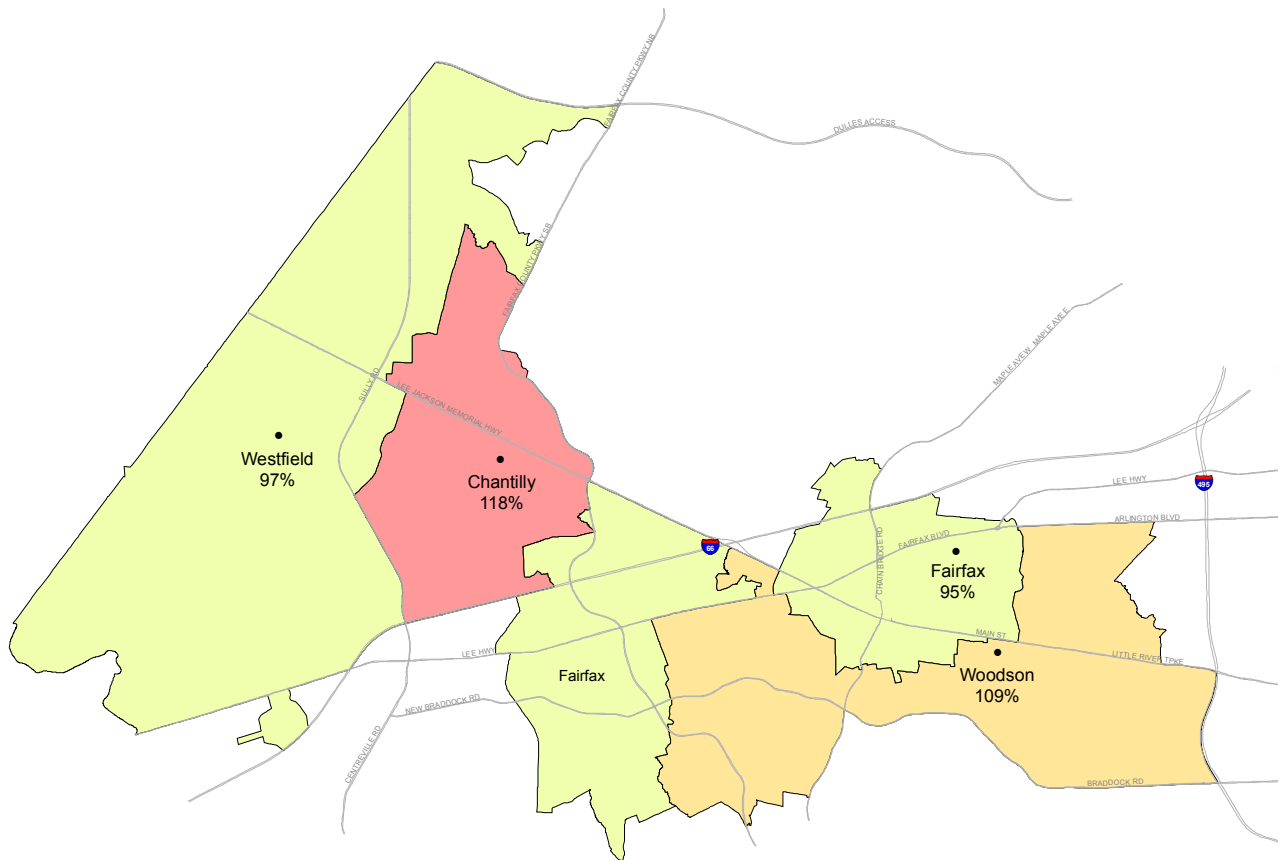 FAIRFAX COUNTY PKWY NB
DULLES ACCESS
FAIRFAX COUNTY PKWY SB
MAPLE AVE W
MAPLE AVE E
SULLY RD
LEE JACKSON MEMORIAL HWY
Westfield
97%
Chantilly
118%
495
LEE HWY
ARLINGTON BLVD
66
FAIRFAX BLVD
CHAIN BRIDGE RD
Fairfax
95%
MAIN ST
LITTLE RIVER TPKE
LEE HWY
Fairfax
Woodson
109%
NEW BRADDOCK RD
CENTREVILLE RD
BRADDOCK RD